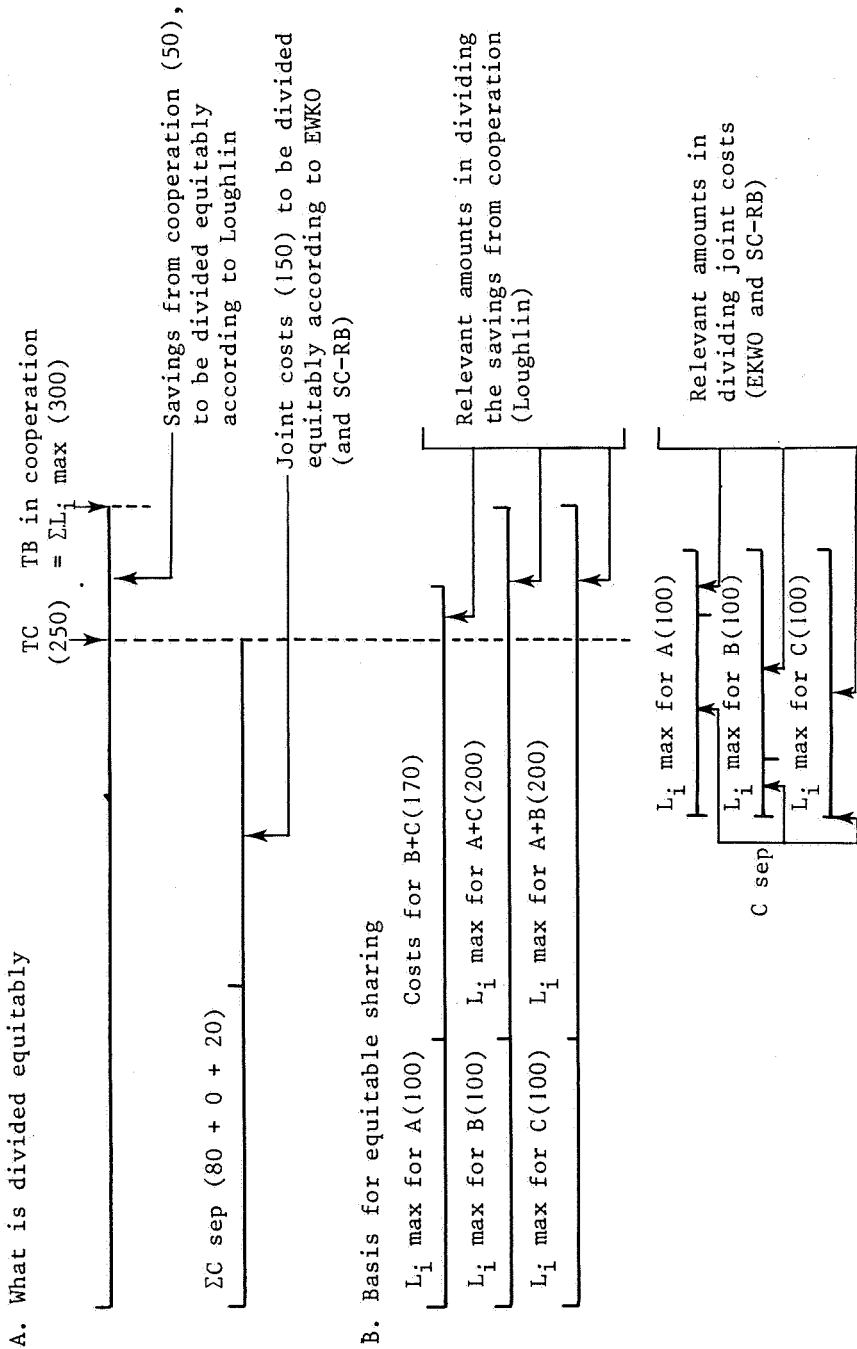 A. What is divided equitably
TC
(250)
TB in cooperation
= ΣLi max (300)
Savings from cooperation (50),
to be divided equitably
according to Loughlin
ΣC sep (80 + 0 + 20)
Joint costs (150) to be divided
equitably according to EWKO
(and SC-RB)
B. Basis for equitable sharing
Li max for A(100) Costs for B+C(170)
Li max for B(100) Li max for A+C(200)
Li max for C(100) Li max for A+B(200)
Relevant amounts in dividing
the savings from cooperation
(Loughlin)
Li max for A(100)
Li max for B(100)
Li max for C(100)
C sep
Relevant amounts in
dividing joint costs
(EKWO and SC-RB)